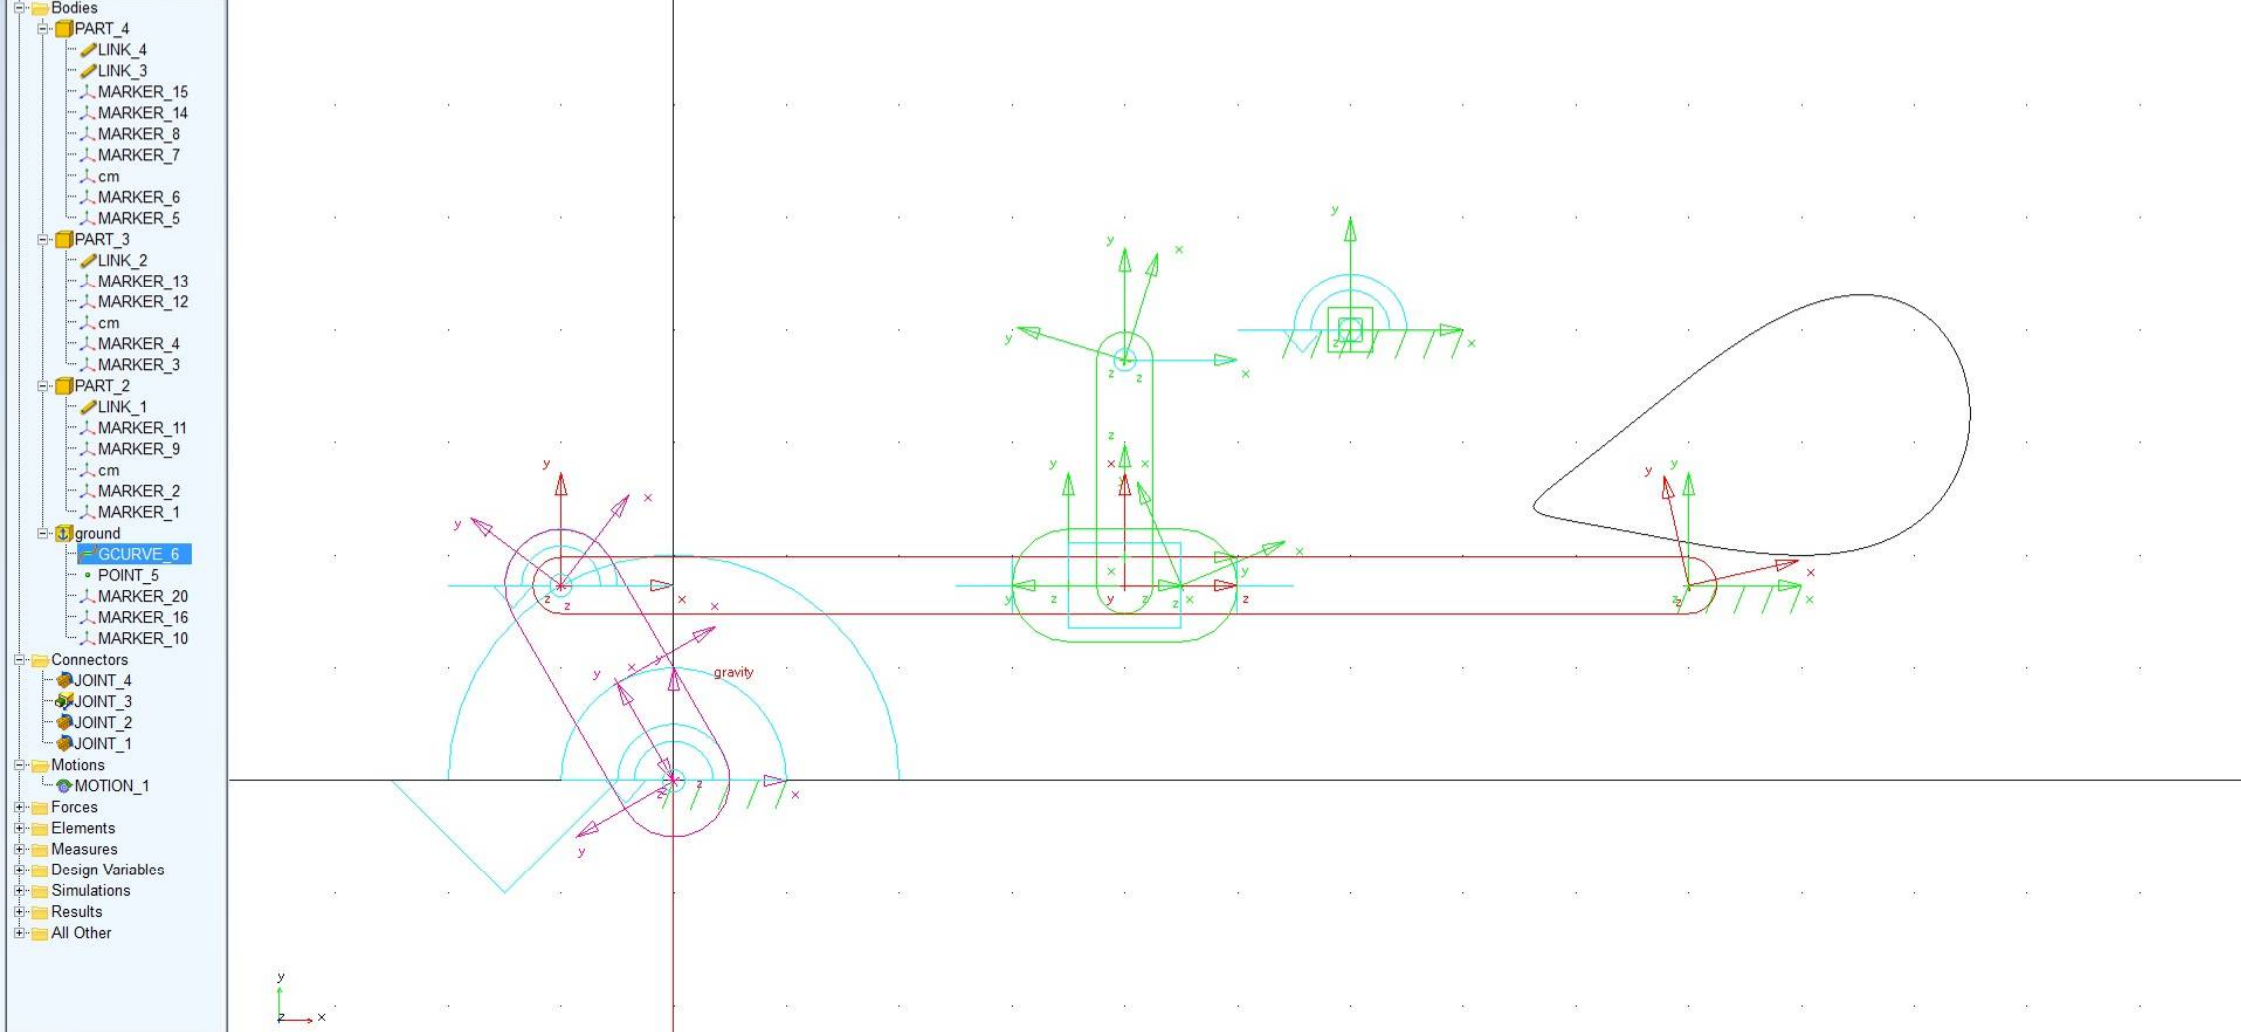 Bodies
PART_4
LINK_4
LINK_3
MARKER_15
MARKER_14
MARKER_8
MARKER_7
cm
MARKER_6
MARKER_5
PART_3
LINK_2
MARKER_13
MARKER_12
cm
MARKER_4
MARKER_3
PART_2
LINK_1
MARKER_11
MARKER_9
cm
MARKER_2
MARKER_1
ground
GCURVE_6
POINT_5
MARKER_20
MARKER_16
MARKER_10
Connectors
JOINT_4
JOINT_3
JOINT_2
JOINT_1
Motions
MOTION_1
Forces
Elements
Measures
Design Variables
Simulations
Results
All Other
y
y x
y x
z z x
z x
y x z x
y x x
y z y z z x y z
y y
x
z x
y
z z x
x
x y
y gravity
z z x
y
y
z x